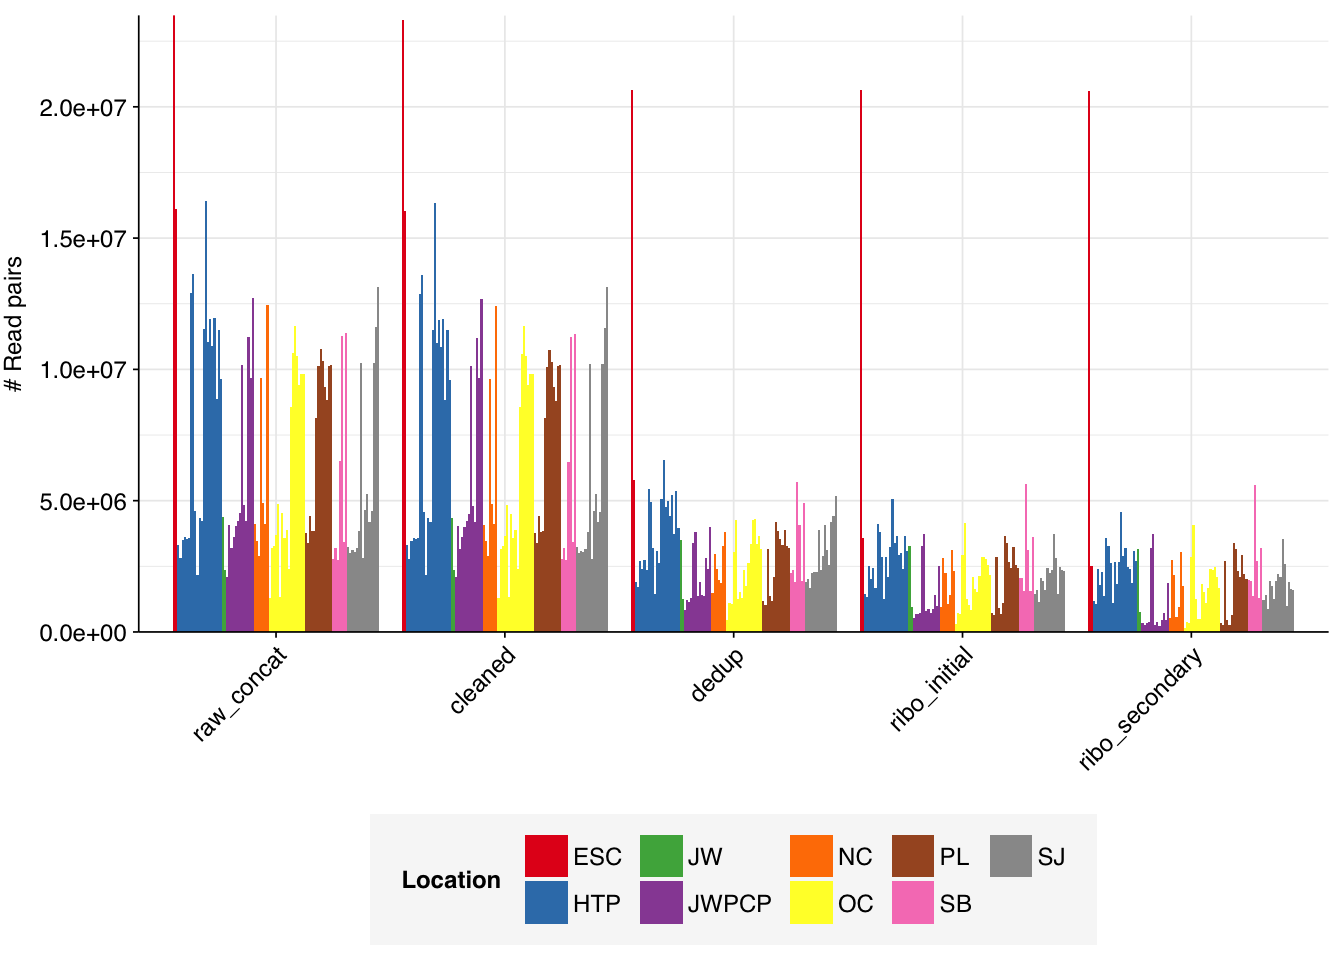 # Read pairs
2.0e+07
1.5e+07
1.0e+07
5.0e+06
0.0e+00
raw_concat
cleaned
dedup
ribo_initial
ribo_secondary
Location
ESC
JW
NC
PL
SJ
HTP
JWPCP
OC
SB